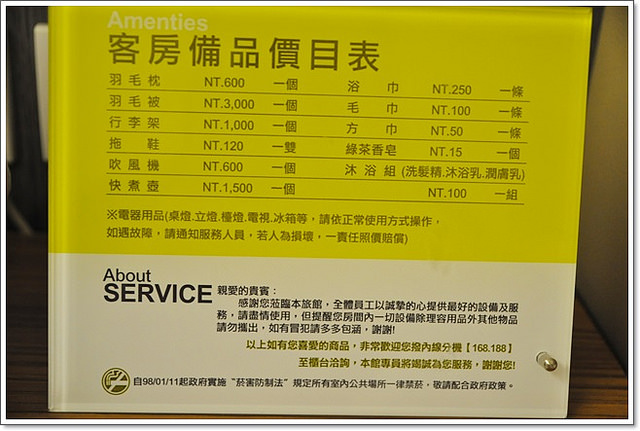 Amenties
客房備品價目表
羽毛枕 NT.600 一個 浴巾 NT.250 一條
羽毛被 NT.3,000 一個 毛巾 NT.100 一條
行李架 NT.1,000 一個 方巾 NT.50 一條
拖鞋 NT.120 一雙 綠茶香皂 NT.15 一個
吹風機 NT.600 一個 沐浴組(洗髮精.沐浴乳.潤膚乳)
快煮壺 NT.1,500 一個 NT.100 一組
※電器用品(桌燈.立燈.檯燈.電視.冰箱等，請依正常使用方式操作，
如遇故障，請通知服務人員，若人為損壞，一責任照價賠償)
About
SERVICE
親愛的貴賓：
感謝您蒞臨本旅館，全體員工以誠摯的心提供最好的設備及服
務，請盡情使用，但提醒您房間內一切設備除理容用品外其他物品
請勿攜出，如有冒犯請多多包涵，謝謝!
以上如有您喜愛的商品，非常歡迎您撥內線分機【168.188】
至櫃台洽詢，本館專員將竭誠為您服務，謝謝您!
自98/01/11起政府實施“菸害防制法”規定所有室內公共場所一律禁菸，敬請配合政府政策。